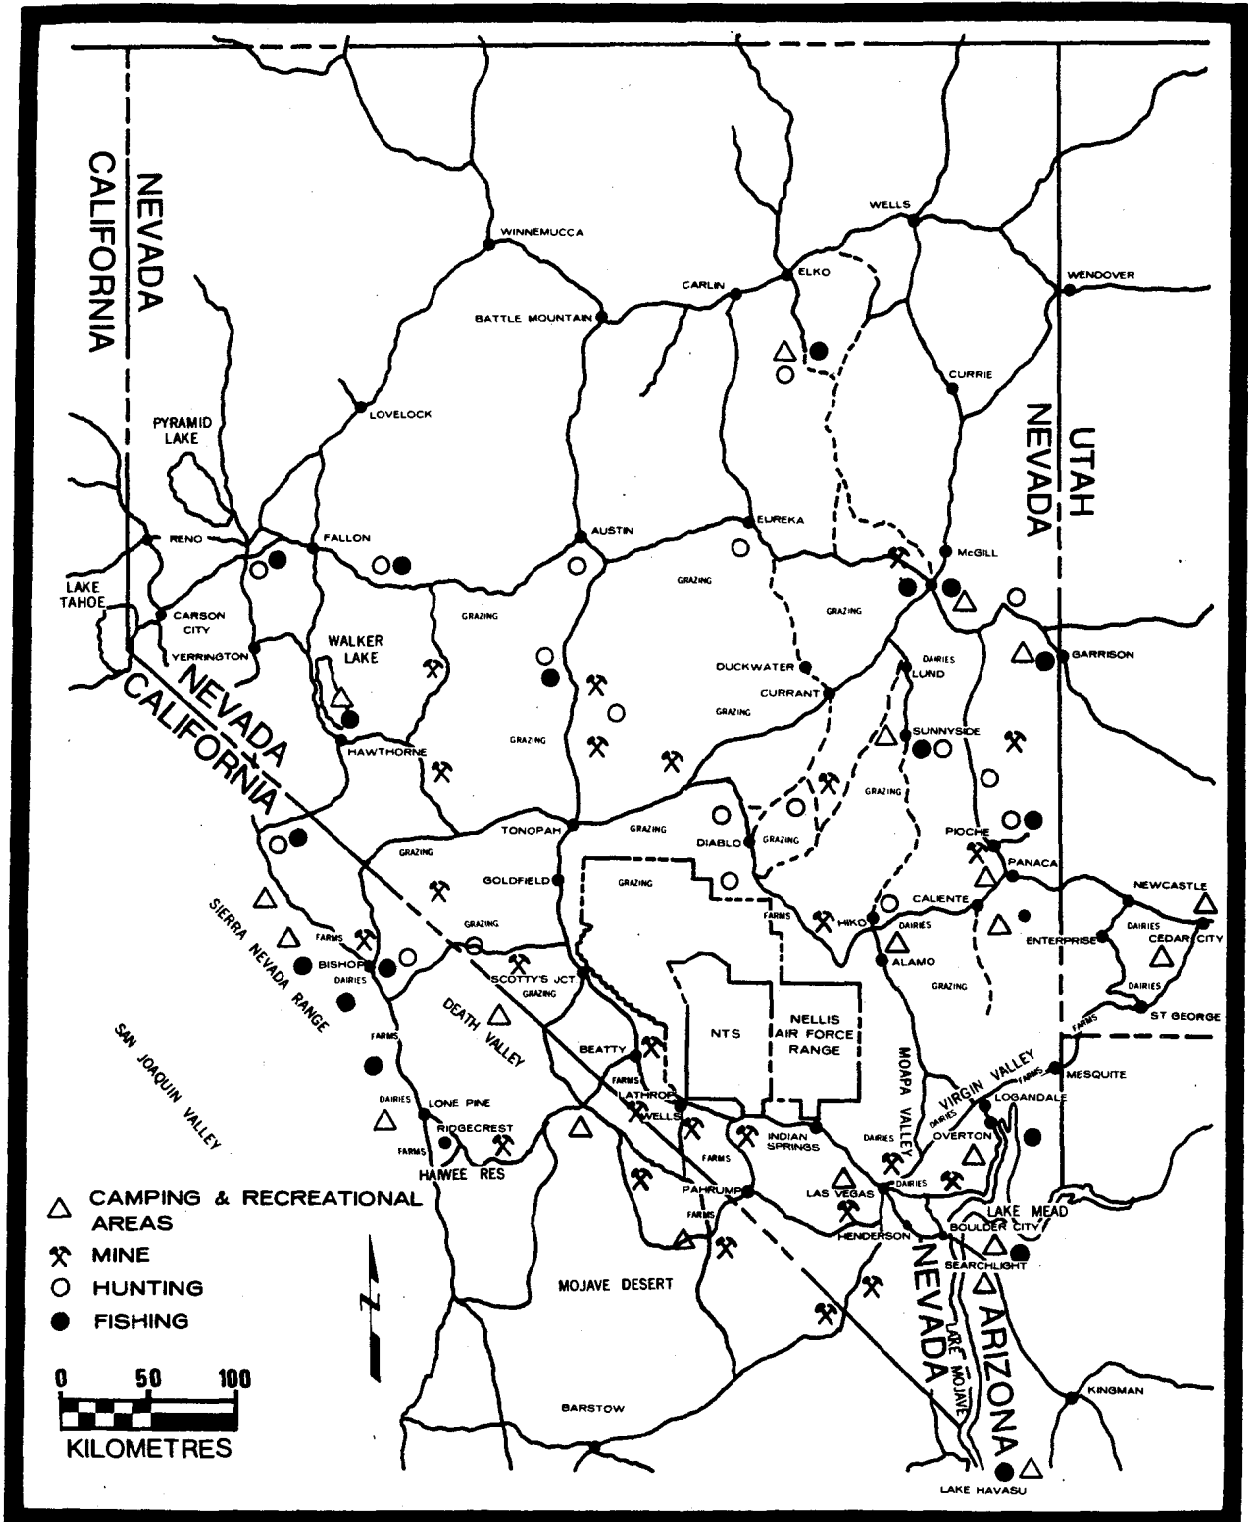 NEVADA
CALIFORNIA
WELLS
WINNEMUCCA
ELKO
WENDOVER
CARLIN
BATTLE MOUNTAIN
CURRIE
LOVELOCK
PYRAMID
LAKE
UTAH
NEVADA
EUREKA
AUSTIN
RENO
FALLON
McGILL
LAKE
TAHOE
GRAZING
GRAZING
GRAZING
CARSON
CITY
WALKER
LAKE
YERRINGTON
DUCKWATER
DAIRIES
LUND
GARRISON
CURRANT
NEVADA
CALIFORNIA
GRAZING
GRAZING
SUNNYSIDE
HAWTHORNE
GRAZING
TONOPAH
GRAZING
DIABLO
GRAZING
PIOCHE
GRAZING
PANACA
GOLDFIELD
GRAZING
NEWCASTLE
CALIENTE
SIERRA NEVADA RANGE
GRAZING
FARMS
HIKO
DAIRIES
DAIRIES
FARMS
ENTERPRISE
CEDAR CITY
BISHOP
ALAMO
DAIRIES
SCOTTY'S JCT.
GRAZING
GRAZING
DAIRIES
DEATH VALLEY
ST GEORGE
SAN JOAQUIN VALLEY
FARMS
NTS
NELLIS
AIR FORCE
RANGE
FARMS
BEATTY
MOAPA VALLEY
VIRGIN VALLEY
FARMS
MESQUITE
FARMS
LATHROP
WELLS
DAIRIES
LONE PINE
LOGANDALE
DAIRIES
RIDGECREST
INDIAN
SPRINGS
DAIRIES
OVERTON
FARMS
FARMS
HAIWEE RES
PAHRUMP
LAS VEGAS
DAIRIES
FARMS
LAKE MEAD
HENDERSON
BOULDER CITY
SEARCHLIGHT
MOJAVE DESERT
NEVADA
LAKE MOJAVE
ARIZONA
KINGMAN
BARSTOW
LAKE HAVASU
CAMPING & RECREATIONAL
AREAS
MINE
HUNTING
FISHING
N
0 50 100
KILOMETRES